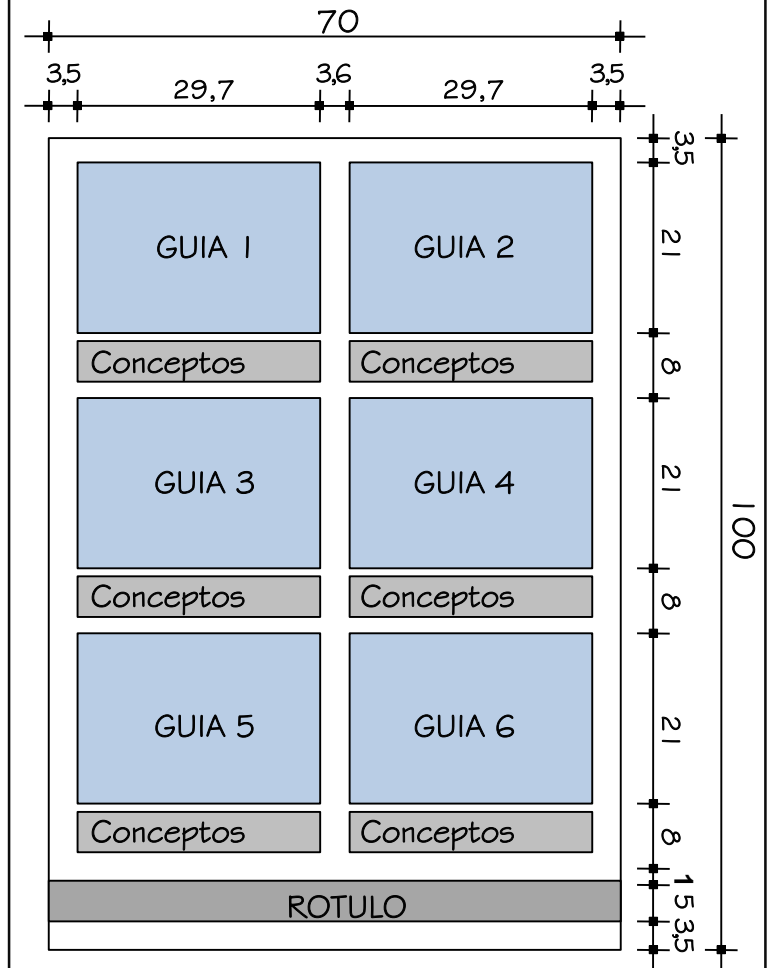 70
3,5 29,7 3,6 29,7 3,5
3,5
GUIA 1 GUIA 2
21
Conceptos Conceptos
8
GUIA 3 GUIA 4
21
100
Conceptos Conceptos
8
GUIA 5 GUIA 6
21
Conceptos Conceptos
8
1
ROTULO
5
3,5